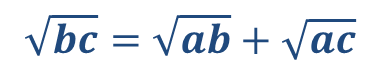 √bc = √ab + √ac